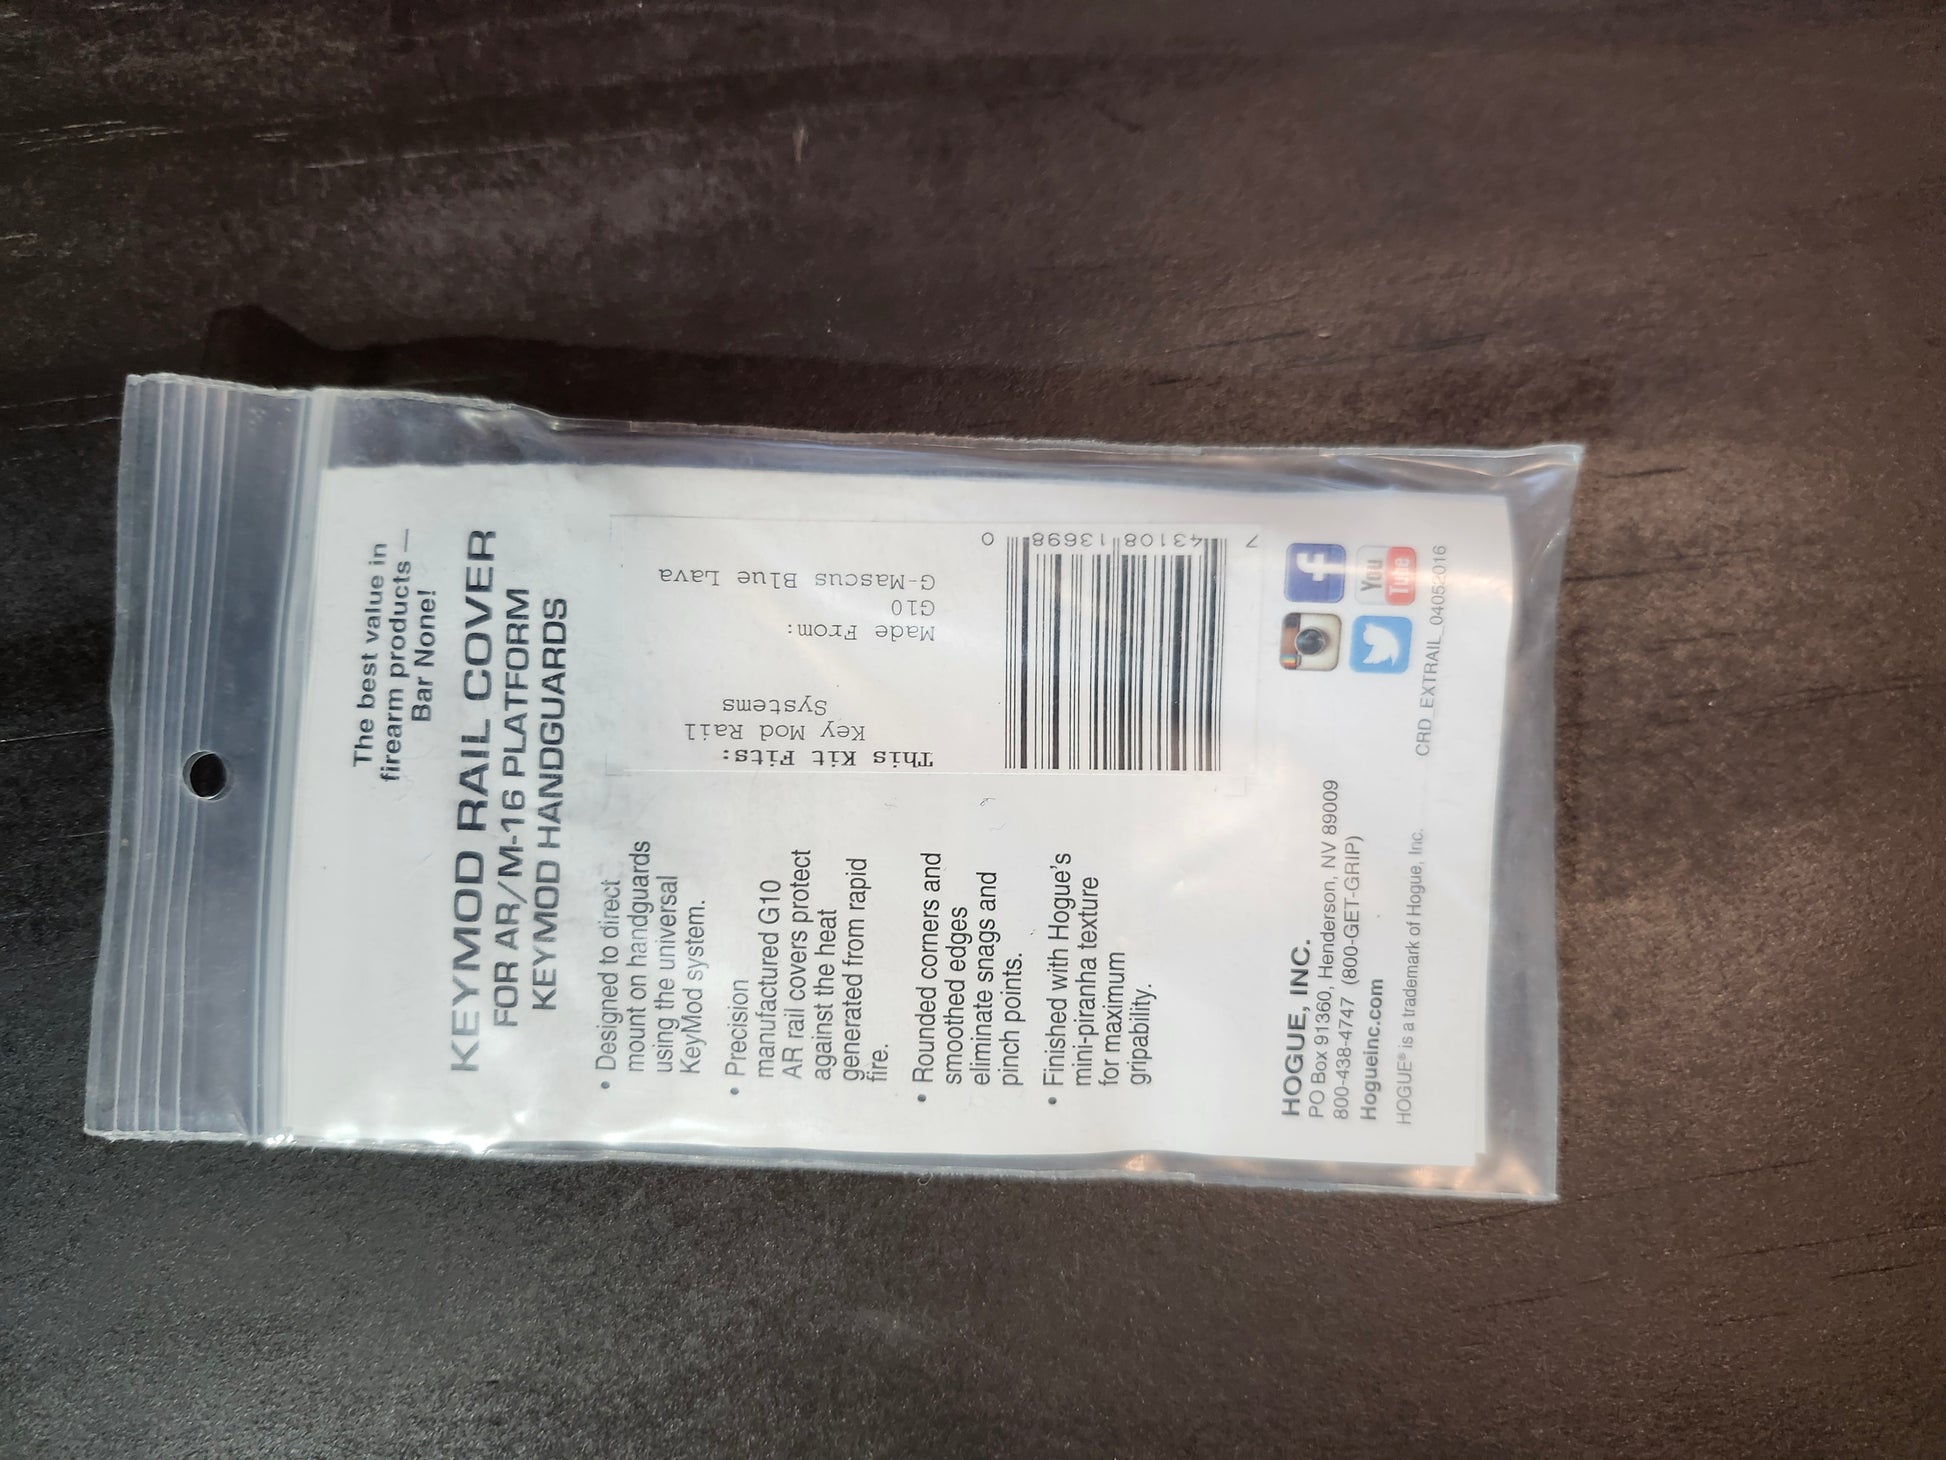 The best value in
firearm products—
Bar None!
KEYMOD RAIL COVER
FOR AR/M-16 PLATFORM
KEYMOD HANDGUARDS
• Designed to direct
mount on handguards
using the universal
KeyMod system.
• Precision
manufactured G10
AR rail covers protect
against the heat
generated from rapid
fire.
• Rounded corners and
smoothed edges
eliminate snags and
pinch points.
• Finished with Hogue's
mini-piranha texture
for maximum
gripability.
This Kit Fits:
Key Mod Rail
Systems
Made From:
G10
G-Mascus Blue Lava
7 43108 13698 0
HOGUE, INC.
PO Box 91360, Henderson, NV 89009
800-438-4747 (800-GET-GRIP)
Hogueinc.com
HOGUE® is a trademark of Hogue, Inc.
f
You
Tube
CRD_EXTRAIL_04052016